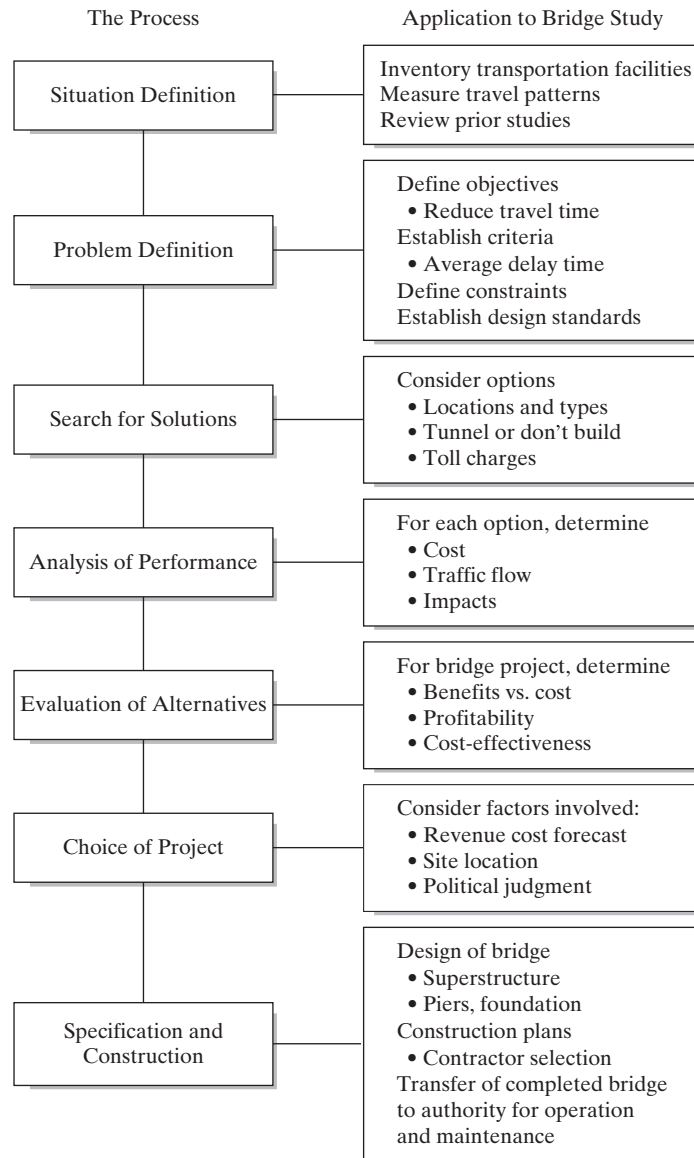 The Process
Application to Bridge Study
Situation Definition
Inventory transportation facilities
Measure travel patterns
Review prior studies
Problem Definition
Define objectives
• Reduce travel time
Establish criteria
• Average delay time
Define constraints
Establish design standards
Search for Solutions
Consider options
• Locations and types
• Tunnel or don't build
• Toll charges
Analysis of Performance
For each option, determine
• Cost
• Traffic flow
• Impacts
Evaluation of Alternatives
For bridge project, determine
• Benefits vs. cost
• Profitability
• Cost-effectiveness
Choice of Project
Consider factors involved:
• Revenue cost forecast
• Site location
• Political judgment
Specification and
Construction
Design of bridge
• Superstructure
• Piers, foundation
Construction plans
• Contractor selection
Transfer of completed bridge
to authority for operation
and maintenance